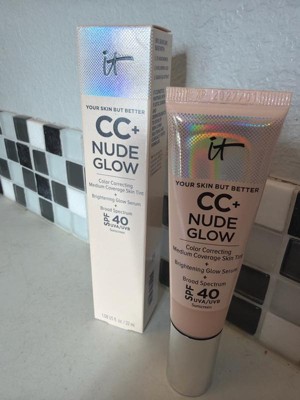 it
YOUR SKIN BUT BETTER
CC+
NUDE
GLOW
Color Correcting
Medium Coverage Skin Tint
+
Brightening Glow Serum
+
Broad Spectrum
SPF 40
UVA/UVB
Sunscreen
it
YOUR SKIN BUT BETTER
CC+
NUDE
GLOW
Color Correcting
Medium Coverage Skin Tint
+
Brightening Glow Serum
+
Broad Spectrum
SPF 40
UVA/UVB
Sunscreen